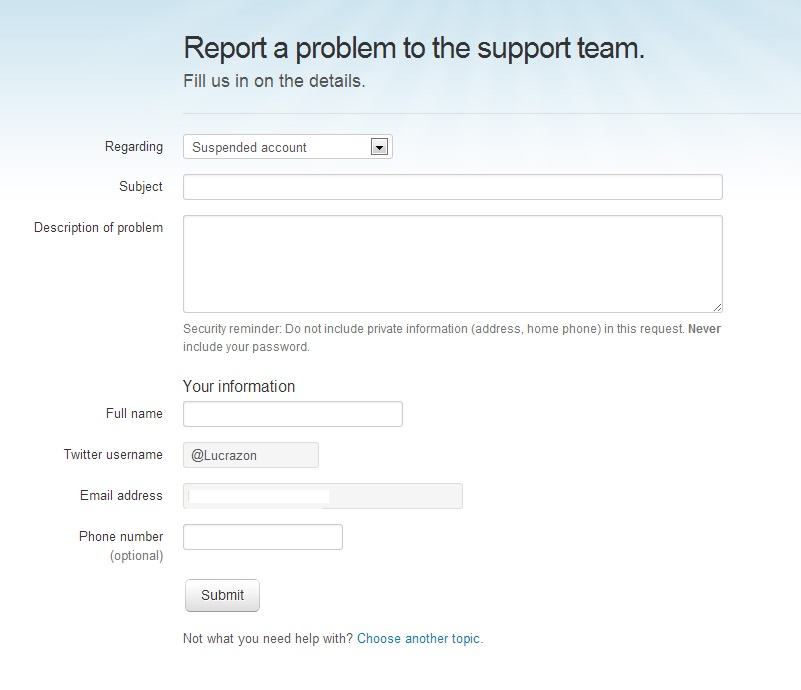 Report a problem to the support team.
Fill us in on the details.
Regarding
Suspended account
Subject
Description of problem
Security reminder: Do not include private information (address, home phone) in this request. Never
include your password.
Your information
Full name
Twitter username
@Lucrazon
Email address
Phone number
(optional)
Submit
Not what you need help with? Choose another topic.